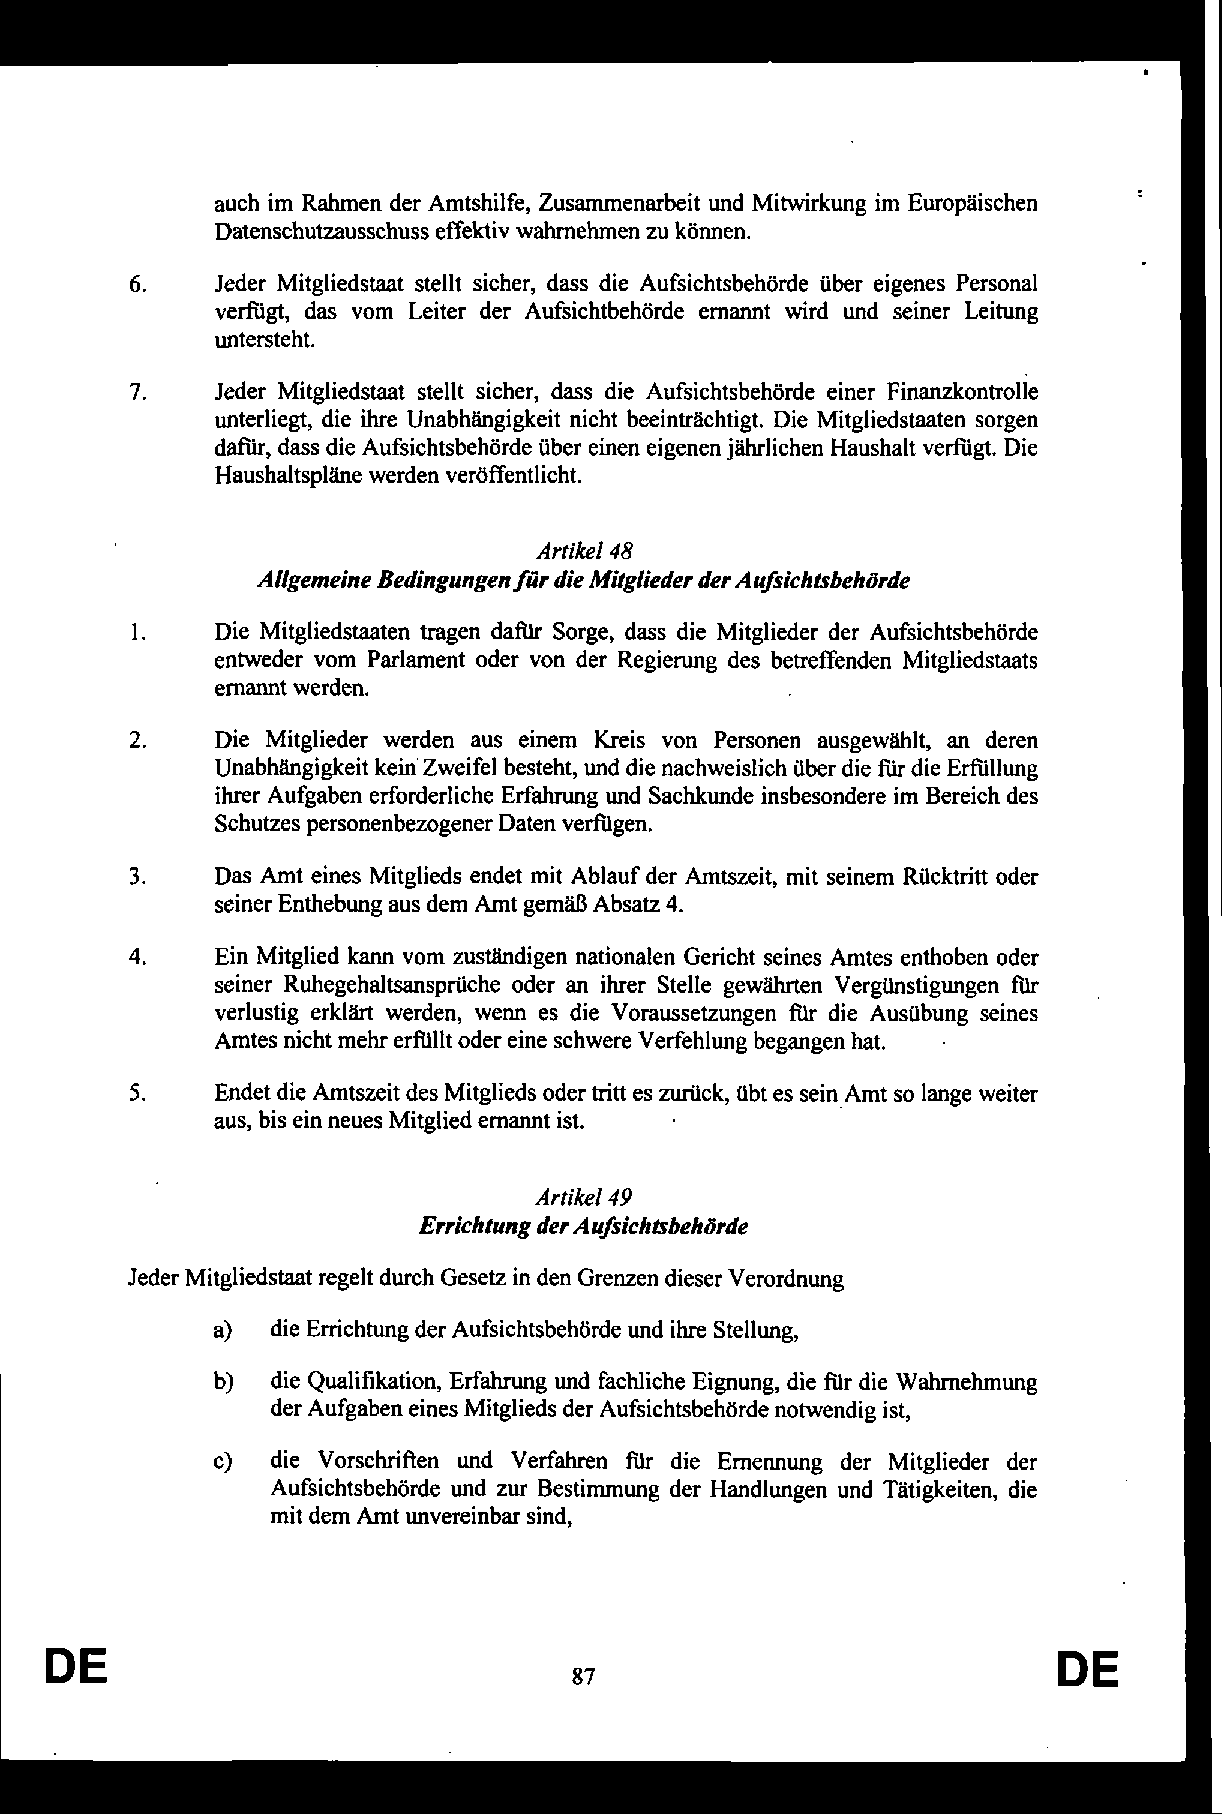 auch im Rahmen der Amtshilfe, Zusammenarbeit und Mitwirkung im Europäischen
Datenschutzausschuss effektiv wahrnehmen zu können.
6. Jeder Mitgliedstaat stellt sicher, dass die Aufsichtsbehörde über eigenes Personal
verfügt, das vom Leiter der Aufsichtbehörde ernannt wird und seiner Leitung
untersteht.
7. Jeder Mitgliedstaat stellt sicher, dass die Aufsichtsbehörde einer Finanzkontrolle
unterliegt, die ihre Unabhängigkeit nicht beeinträchtigt. Die Mitgliedstaaten sorgen
dafür, dass die Aufsichtsbehörde über einen eigenen jährlichen Haushalt verfügt. Die
Haushaltspläne werden veröffentlicht.
Artikel 48
Allgemeine Bedingungen für die Mitglieder der Aufsichtsbehörde
1. Die Mitgliedstaaten tragen dafür Sorge, dass die Mitglieder der Aufsichtsbehörde
entweder vom Parlament oder von der Regierung des betreffenden Mitgliedstaats
ernannt werden.
2. Die Mitglieder werden aus einem Kreis von Personen ausgewählt, an deren
Unabhängigkeit kein Zweifel besteht, und die nachweislich über die für die Erfüllung
ihrer Aufgaben erforderliche Erfahrung und Sachkunde insbesondere im Bereich des
Schutzes personenbezogener Daten verfügen.
3. Das Amt eines Mitglieds endet mit Ablauf der Amtszeit, mit seinem Rücktritt oder
seiner Enthebung aus dem Amt gemäß Absatz 4.
4. Ein Mitglied kann vom zuständigen nationalen Gericht seines Amtes enthoben oder
seiner Ruhegehaltsansprüche oder an ihrer Stelle gewährten Vergünstigungen für
verlustig erklärt werden, wenn es die Voraussetzungen für die Ausübung seines
Amtes nicht mehr erfüllt oder eine schwere Verfehlung begangen hat.
5. Endet die Amtszeit des Mitglieds oder tritt es zurück, übt es sein Amt so lange weiter
aus, bis ein neues Mitglied ernannt ist.
Artikel 49
Errichtung der Aufsichtsbehörde
Jeder Mitgliedstaat regelt durch Gesetz in den Grenzen dieser Verordnung
a) die Errichtung der Aufsichtsbehörde und ihre Stellung,
b) die Qualifikation, Erfahrung und fachliche Eignung, die für die Wahrnehmung
der Aufgaben eines Mitglieds der Aufsichtsbehörde notwendig ist,
c) die Vorschriften und Verfahren für die Ernennung der Mitglieder der
Aufsichtsbehörde und zur Bestimmung der Handlungen und Tätigkeiten, die
mit dem Amt unvereinbar sind,
DE 87 DE